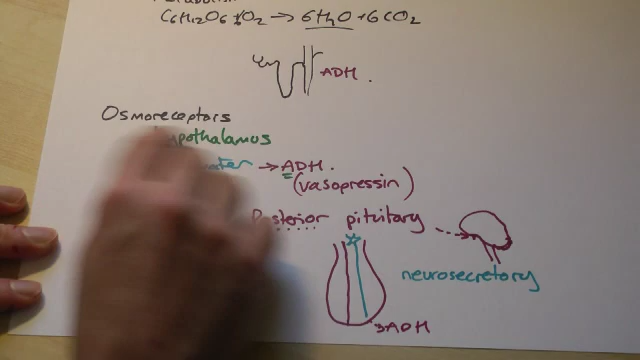 C6H12O6 + O2 → 6H2O + 6CO2
ADH.
Osmoreceptors
hypothalamus
→ ADH.
(vasopressin)
Posterior pituitary
neurosecretory
ADH